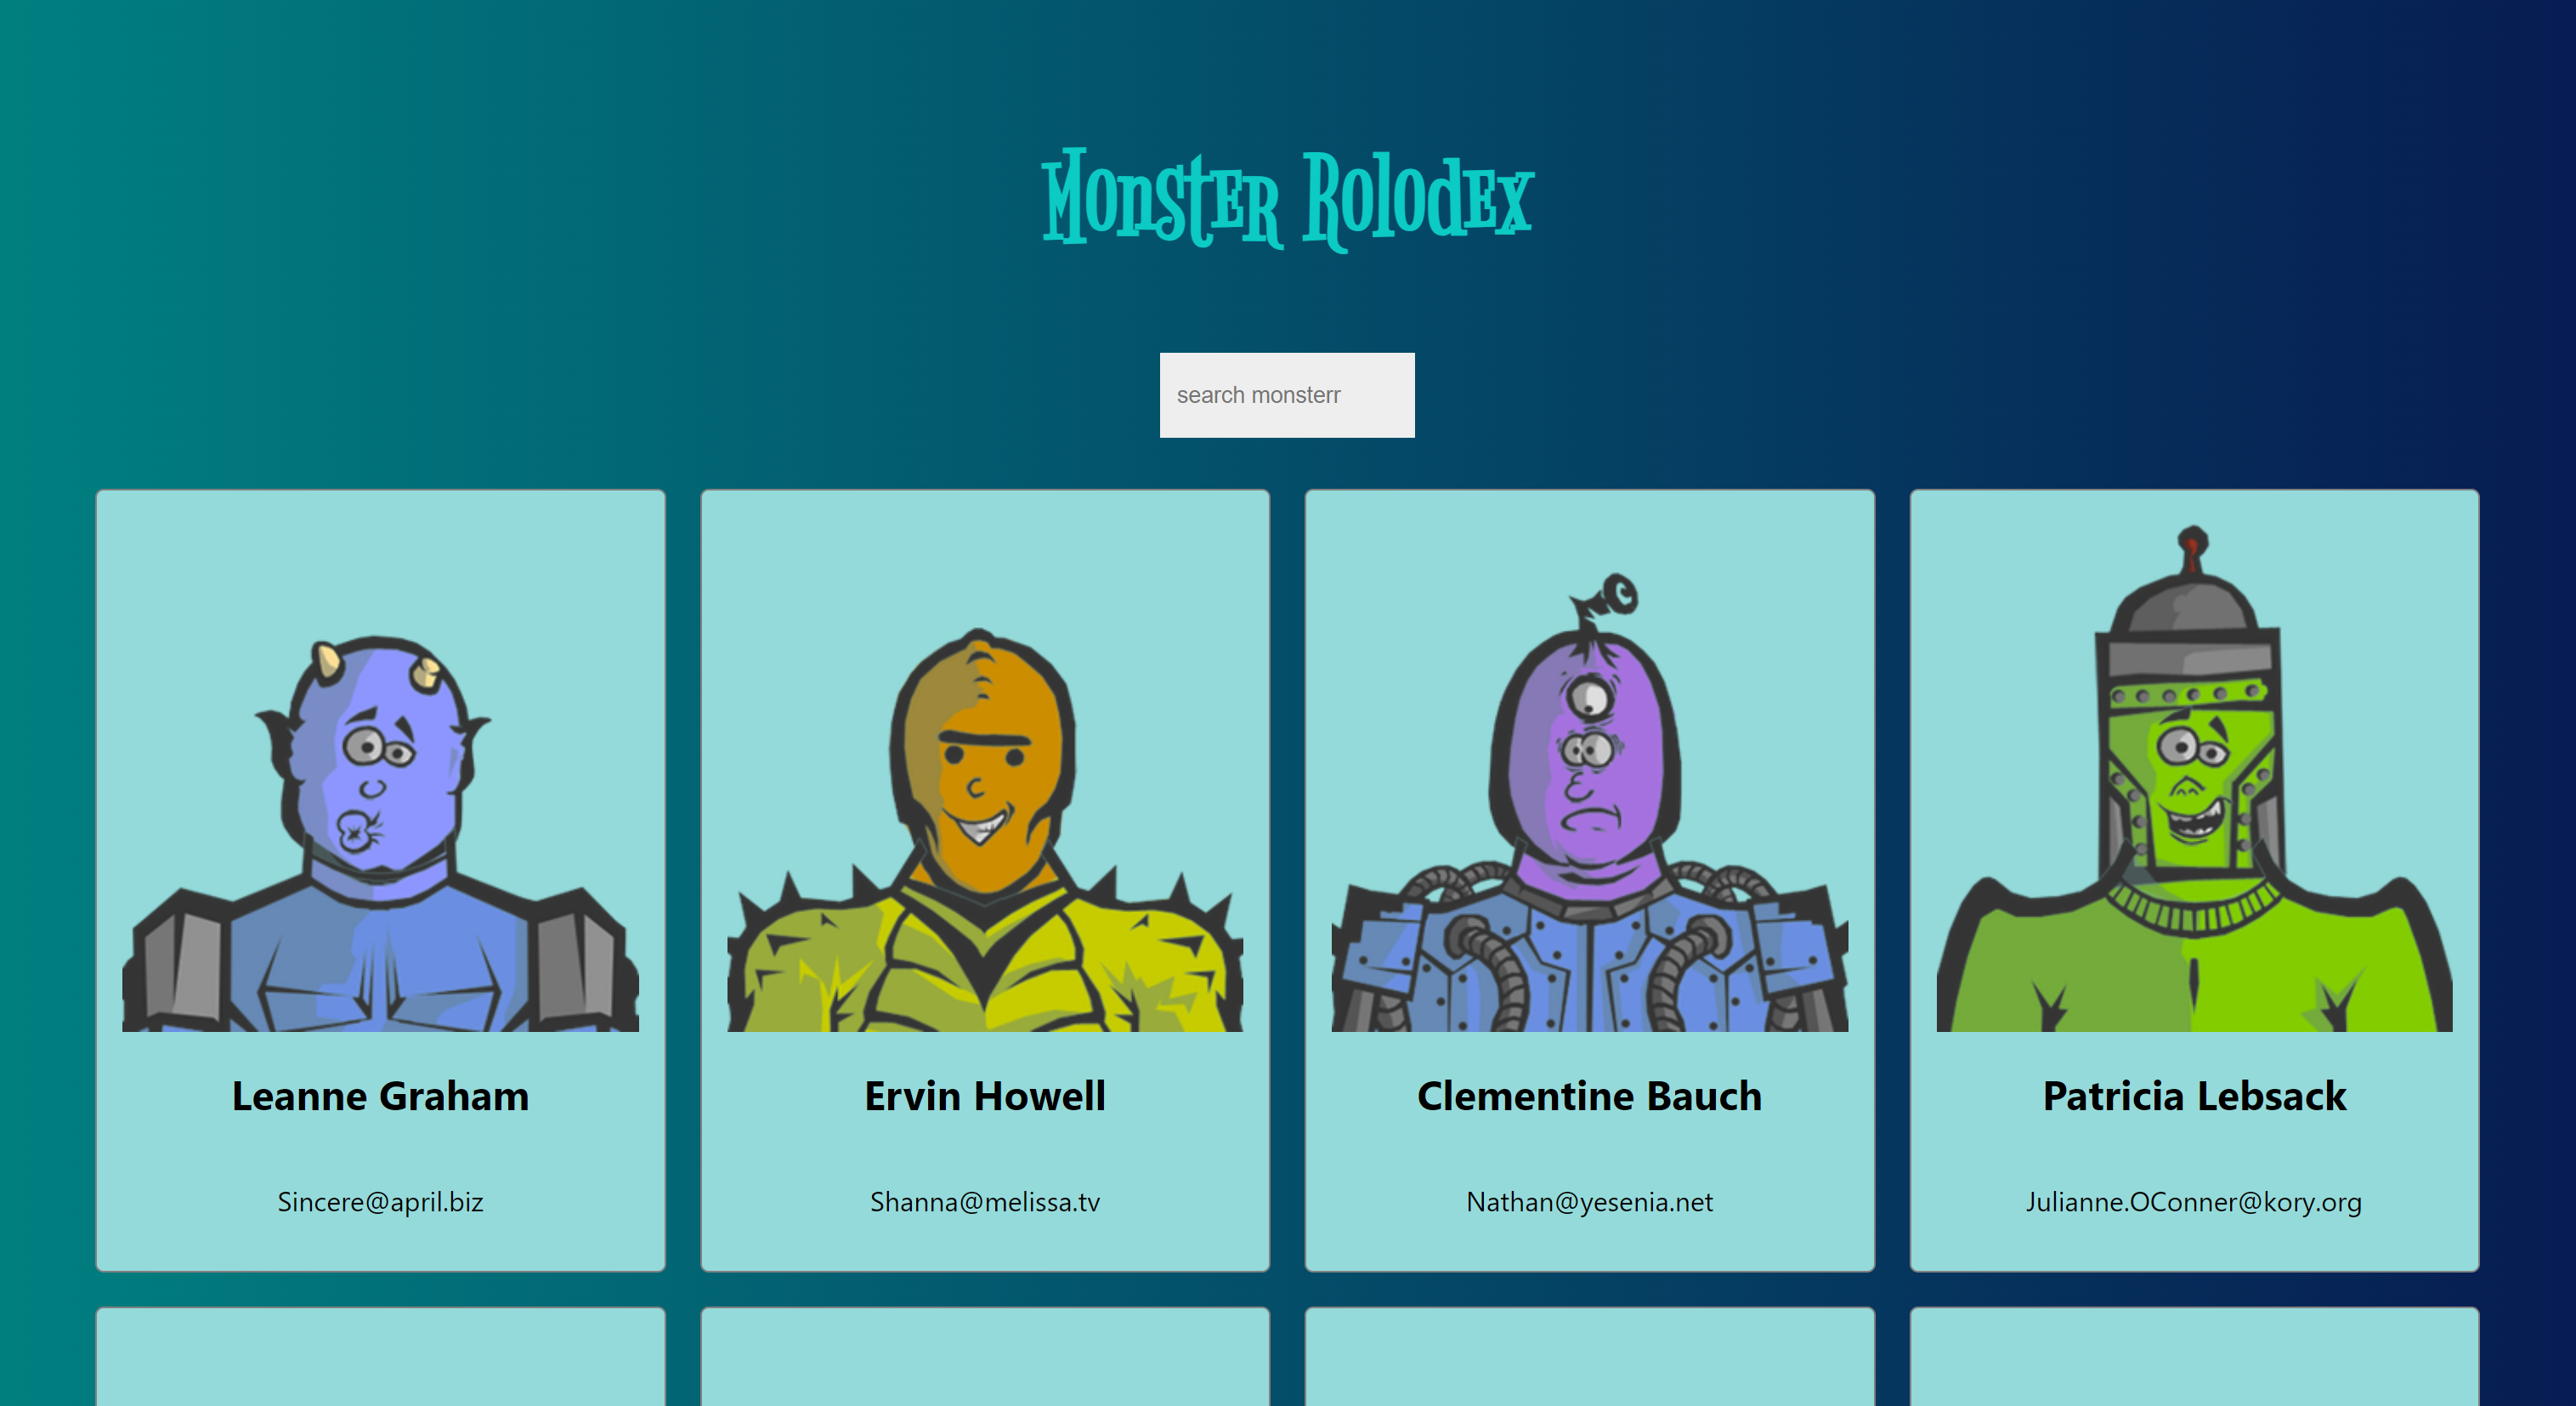 Monster Rolodex
search monsterr
Leanne Graham
Ervin Howell
Clementine Bauch
Patricia Lebsack
Sincere@april.biz
Shanna@melissa.tv
Nathan@yesenia.net
Julianne.OConner@kory.org